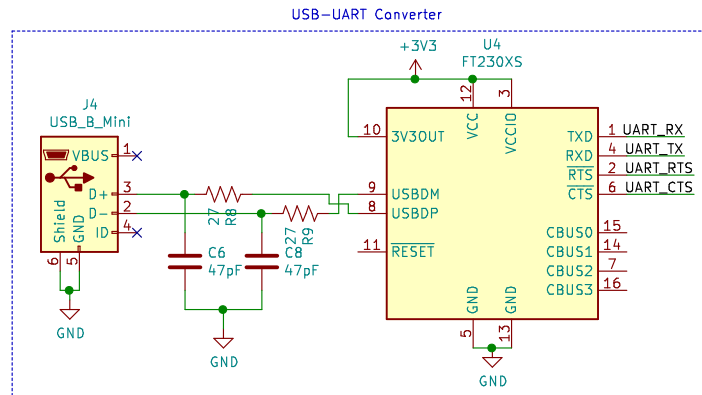 USB-UART Converter
+3V3
U4
FT230XS
J4
USB_B_Mini
VBUS 1
D+ 3
D- 2
ID 4
Shield
GND
6
5
GND
27
R8
27
R9
C6
47pF
C8
47pF
GND
12
VCC
3
VCCIO
10 3V3OUT
9 USBDM
8 USBDP
11 RESET
TXD 1 UART_RX
RXD 4 UART_TX
RTS 2 UART_RTS
CTS 6 UART_CTS
CBUS0 15
CBUS1 14
CBUS2 7
CBUS3 16
GND
GND
5
13
GND